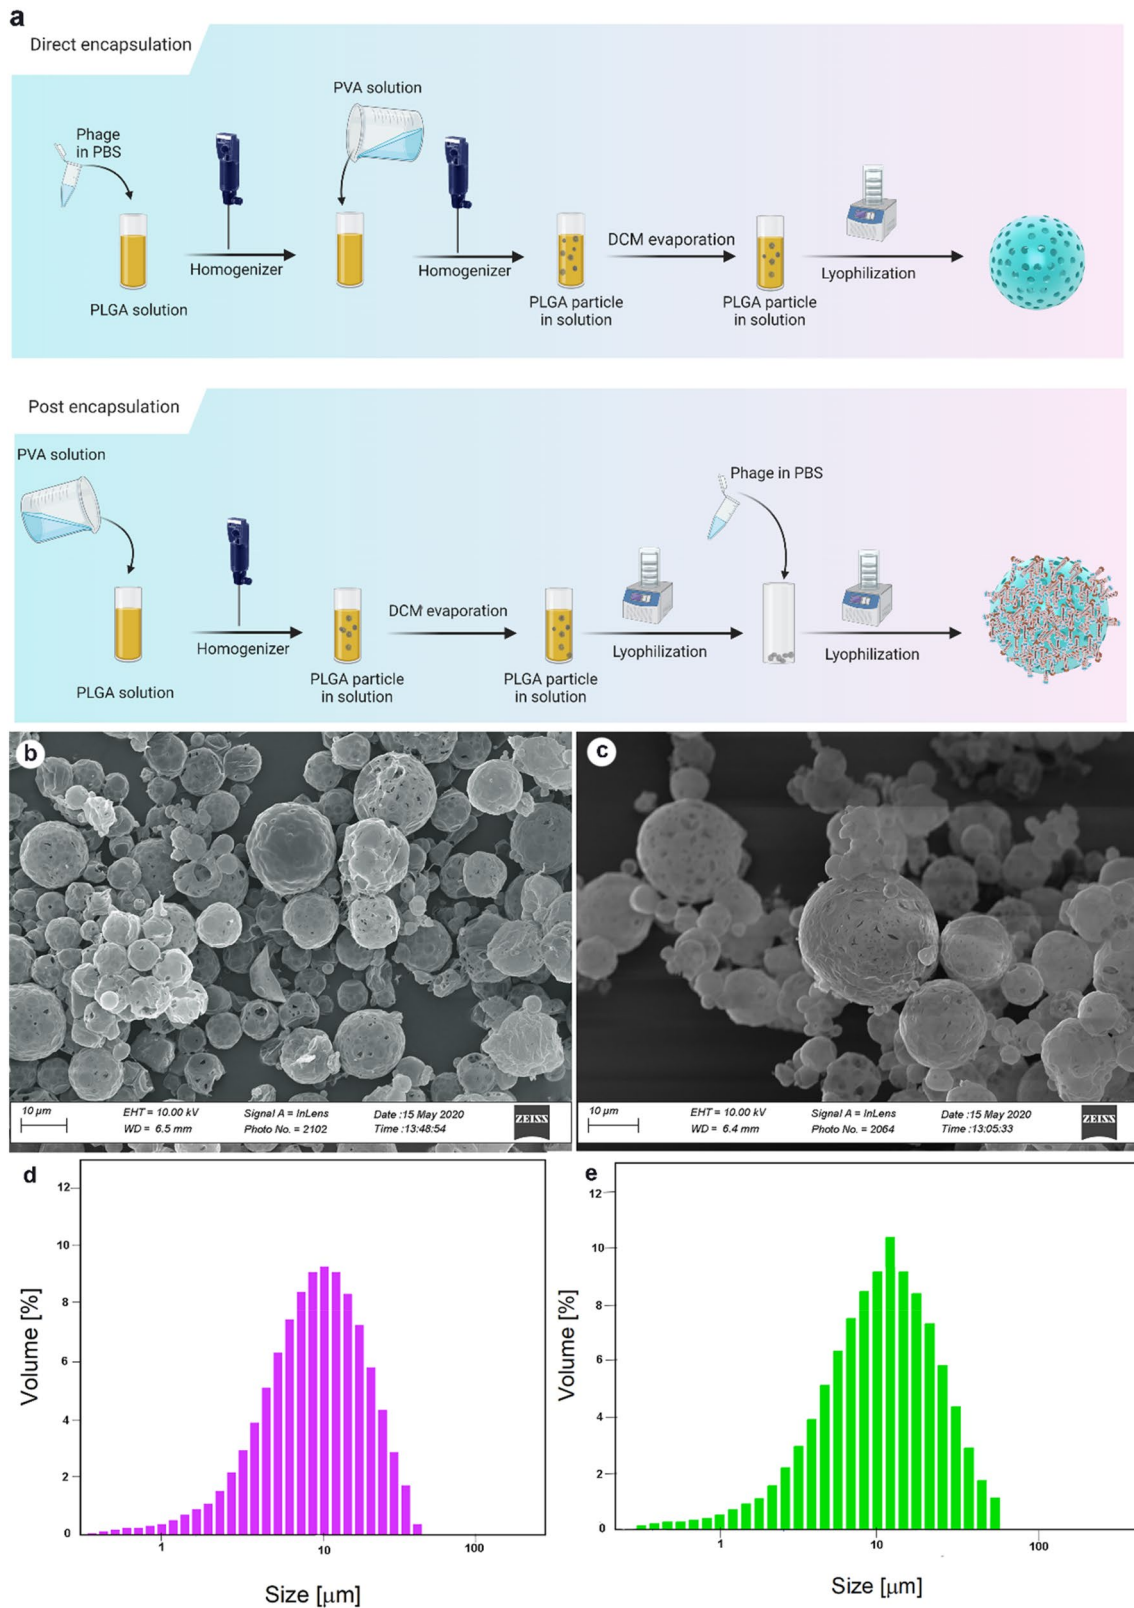 a
Direct encapsulation
PVA solution
Phage
in PBS
Homogenizer
Homogenizer
DCM evaporation
Lyophilization
PLGA solution
PLGA particle
in solution
PLGA particle
in solution
Post encapsulation
PVA solution
Phage in PBS
Homogenizer
DCM evaporation
Lyophilization
Lyophilization
PLGA solution
PLGA particle
in solution
PLGA particle
in solution
b
10 µm
EHT = 10.00 kV
WD = 6.5 mm
Signal A = InLens
Photo No. = 2102
Date :15 May 2020
Time :13:48:54
ZEISS
c
10 µm
EHT = 10.00 kV
WD = 6.4 mm
Signal A = InLens
Photo No. = 2064
Date :15 May 2020
Time :13:05:33
ZEISS
d
12
10
8
6
4
2
0
Volume [%]
1
10
100
Size [µm]
e
12
10
8
6
4
2
0
Volume [%]
1
10
100
Size [µm]